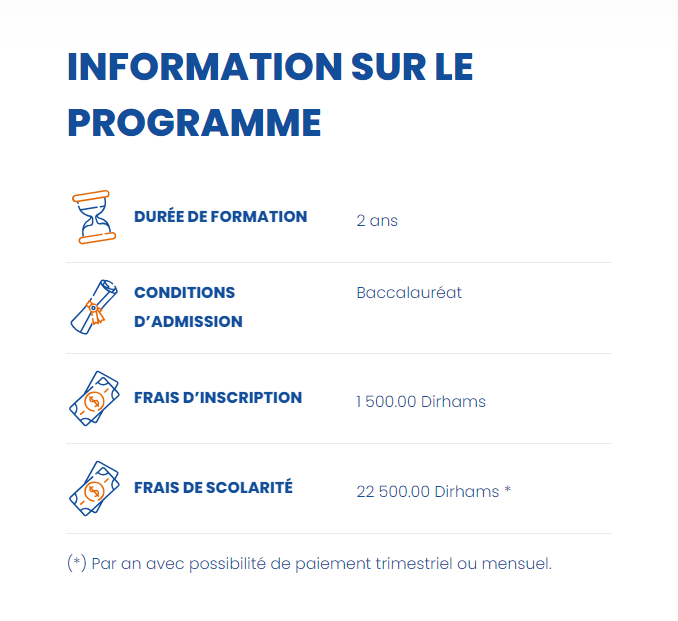 INFORMATION SUR LE
PROGRAMME
DURÉE DE FORMATION
2 ans
CONDITIONS
D’ADMISSION
Baccalauréat
FRAIS D’INSCRIPTION
1 500.00 Dirhams
FRAIS DE SCOLARITÉ
22 500.00 Dirhams *
(*) Par an avec possibilité de paiement trimestriel ou mensuel.